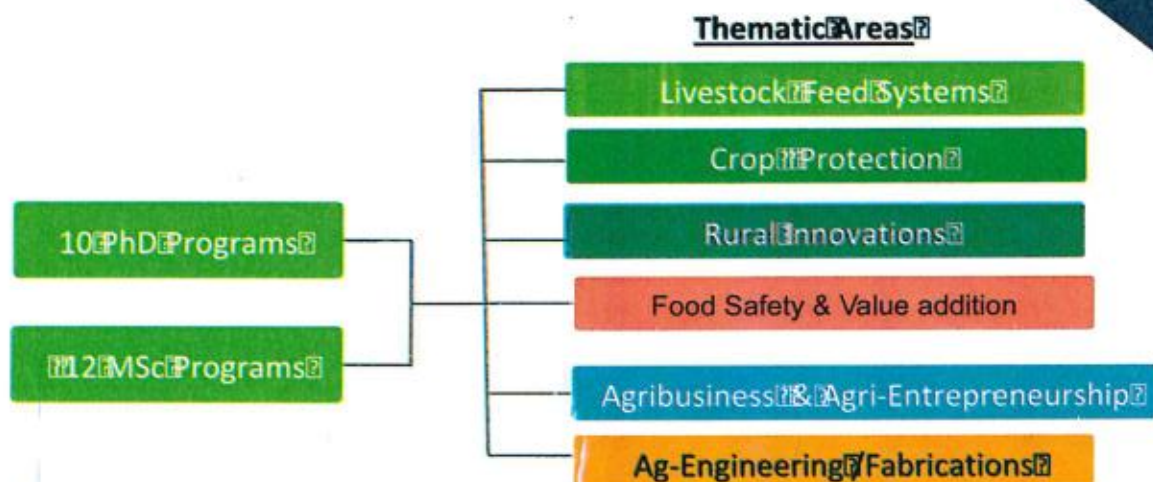 Thematic Areas
Livestock Feed Systems
Crop Protection
10 PhD Programs
Rural Innovations
Food Safety & Value addition
12 MSc Programs
Agribusiness & Agri-Entrepreneurship
Ag-Engineering /Fabrications